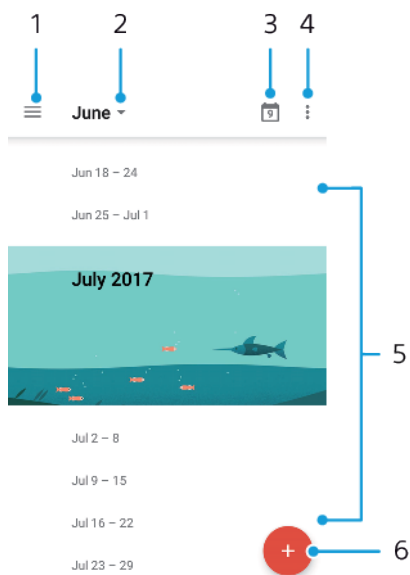 1 2 3 4
June 9
Jun 18 – 24
Jun 25 – Jul 1
July 2017
5
Jul 2 – 8
Jul 9 – 15
Jul 16 – 22
+ 6
Jul 23 – 29